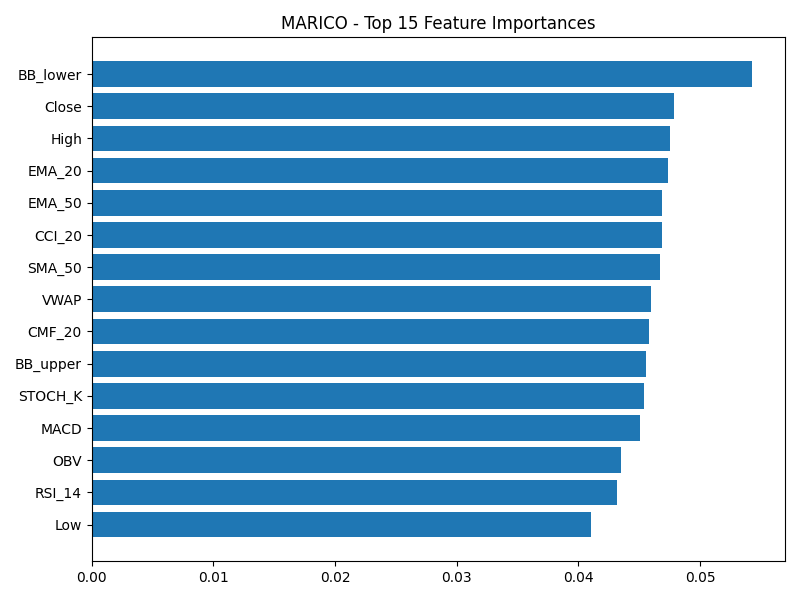 MARICO - Top 15 Feature Importances
BB_lower
Close
High
EMA_20
EMA_50
CCI_20
SMA_50
VWAP
CMF_20
BB_upper
STOCH_K
MACD
OBV
RSI_14
Low
0.00 0.01 0.02 0.03 0.04 0.05